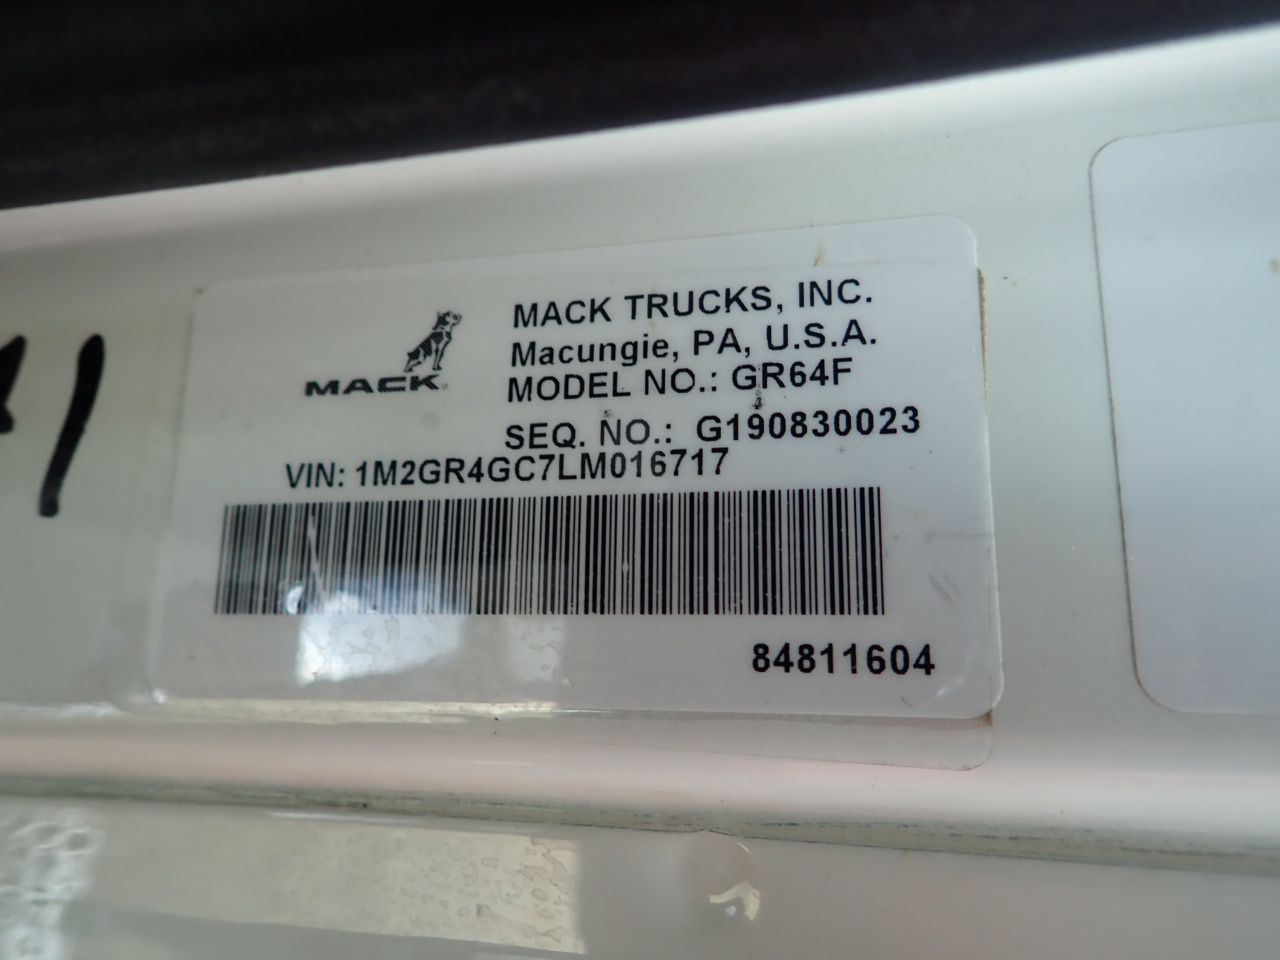 MACK TRUCKS, INC.
Macungie, PA, U.S.A.
MACK
MODEL NO.: GR64F
SEQ. NO.: G190830023
VIN: 1M2GR4GC7LM016717
84811604